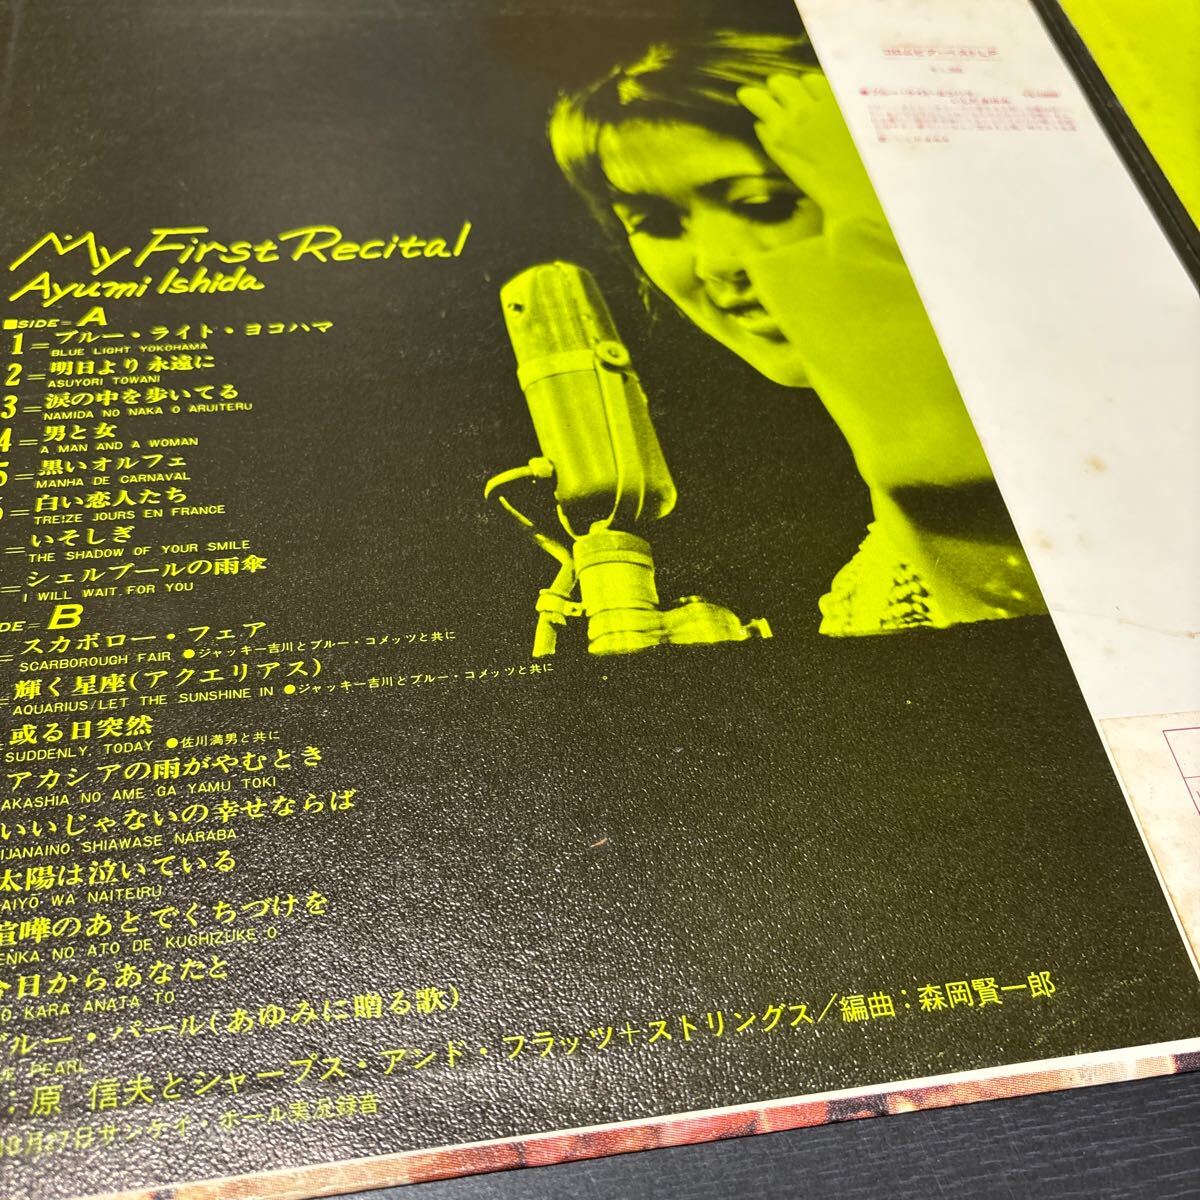 My First Recital
Ayumi Ishida
■SIDE=A
1=ブルー・ライト・ヨコハマ
BLUE LIGHT YOKOHAMA
2=明日より永遠に
ASUYORI TOWANI
3=涙の中を歩いてる
NAMIDA NO NAKA O ARUITERU
4=男と女
A MAN AND A WOMAN
5=黒いオルフェ
MANHA DE CARNAVAL
=白い恋人たち
TREIZE JOURS EN FRANCE
=いそしぎ
THE SHADOW OF YOUR SMILE
=シェルブールの雨傘
I WILL WAIT FOR YOU
DE=B
=スカボロー・フェア
SCARBOROUGH FAIR ●ジャッキー吉川とブルー・コメッツと共に
=輝く星座(アクエリアス)
AQUARIUS/LET THE SUNSHINE IN ●ジャッキー吉川とブルー・コメッツと共に
=或る日突然
SUDDENLY, TODAY ●佐川満男と共に
アカシアの雨がやむとき
AKASHIA NO AME GA YAMU TOKI
いいじゃないの幸せならば
IJANAINO SHIAWASE NARABA
太陽は泣いている
AIYŌ WA NAITEIRU
喧嘩のあとでくちづけを
ENKA NO ATO DE KUCHIZUKE O
今日からあなたと
O KARA ANATA TO
ブルー・パール(あゆみに贈る歌)
E PEARL
:原 信夫とシャープス・アンド・フラッツ+ストリングス/編曲:森岡賢一郎
月27日サンケイ・ホール実況録音